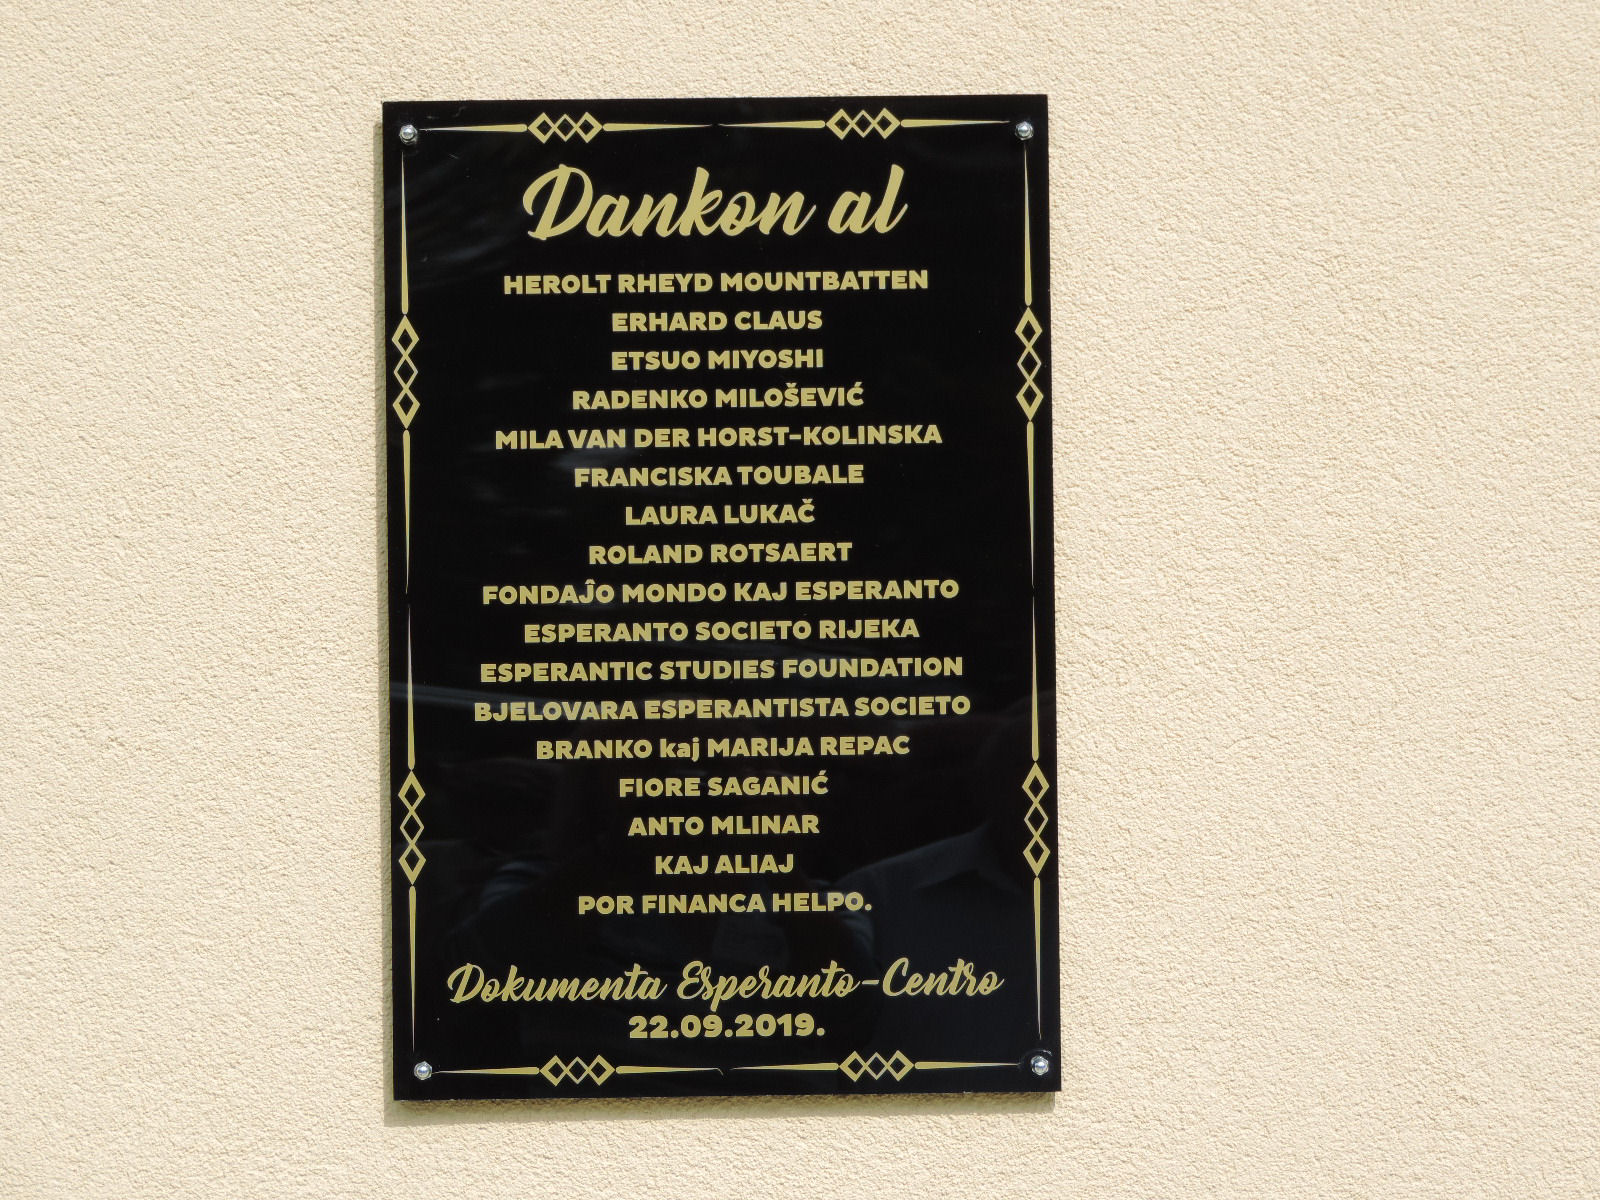 Dankon al
HEROLT RHEYD MOUNTBATTEN
ERHARD CLAUS
ETSUO MIYOSHI
RADENKO MILOŠEVIĆ
MILA VAN DER HORST-KOLINSKA
FRANCISKA TOUBALE
LAURA LUKAČ
ROLAND ROTSAERT
FONDAĴO MONDO KAJ ESPERANTO
ESPERANTO SOCIETO RIJEKA
ESPERANTIC STUDIES FOUNDATION
BJELOVARA ESPERANTISTA SOCIETO
BRANKO kaj MARIJA REPAC
FIORE SAGANIĆ
ANTO MLINAR
KAJ ALIAJ
POR FINANCA HELPO.
Dokumenta Esperanto-Centro
22.09.2019.